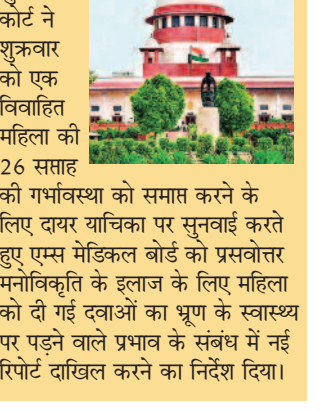 कोर्ट ने
शुक्रवार
को एक
विवाहित
महिला की
26 सप्ताह
की गर्भावस्था को समाप्त करने के
लिए दायर याचिका पर सुनवाई करते
हुए एम्स मेडिकल बोर्ड को प्रसवोत्तर
मनोविकृति के इलाज के लिए महिला
को दी गई दवाओं का भ्रूण के स्वास्थ्य
पर पड़ने वाले प्रभाव के संबंध में नई
रिपोर्ट दाखिल करने का निर्देश दिया।